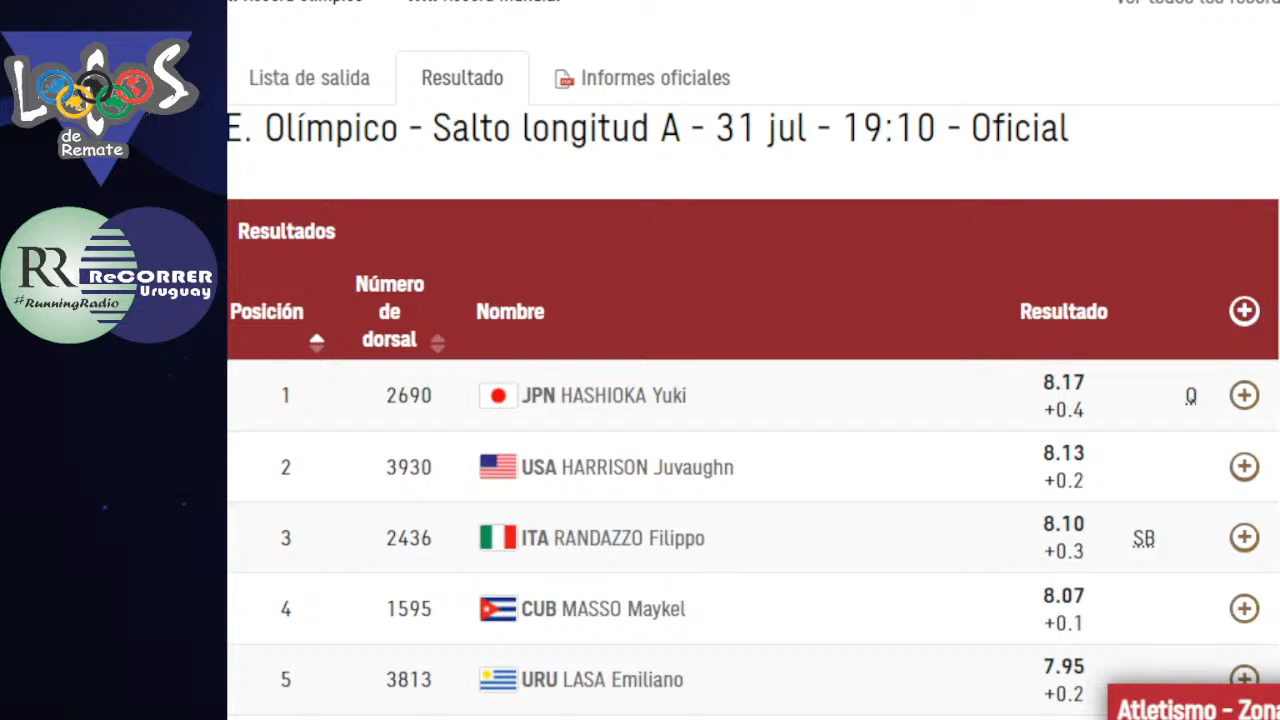 Lista de salida
Resultado
Informes oficiales
E. Olímpico - Salto longitud A - 31 jul - 19:10 - Oficial
LOCOS
de
Remate
RR
#RunningRadio
ReCORRER
Uruguay
Resultados
Posición Número de dorsal Nombre Resultado
1 2690 JPN HASHIOKA Yuki 8.17 Q
+0.4
2 3930 USA HARRISON Juvaughn 8.13
+0.2
3 2436 ITA RANDAZZO Filippo 8.10 SB
+0.3
4 1595 CUB MASSO Maykel 8.07
+0.1
5 3813 URU LASA Emiliano 7.95
+0.2
Atletismo - Zona